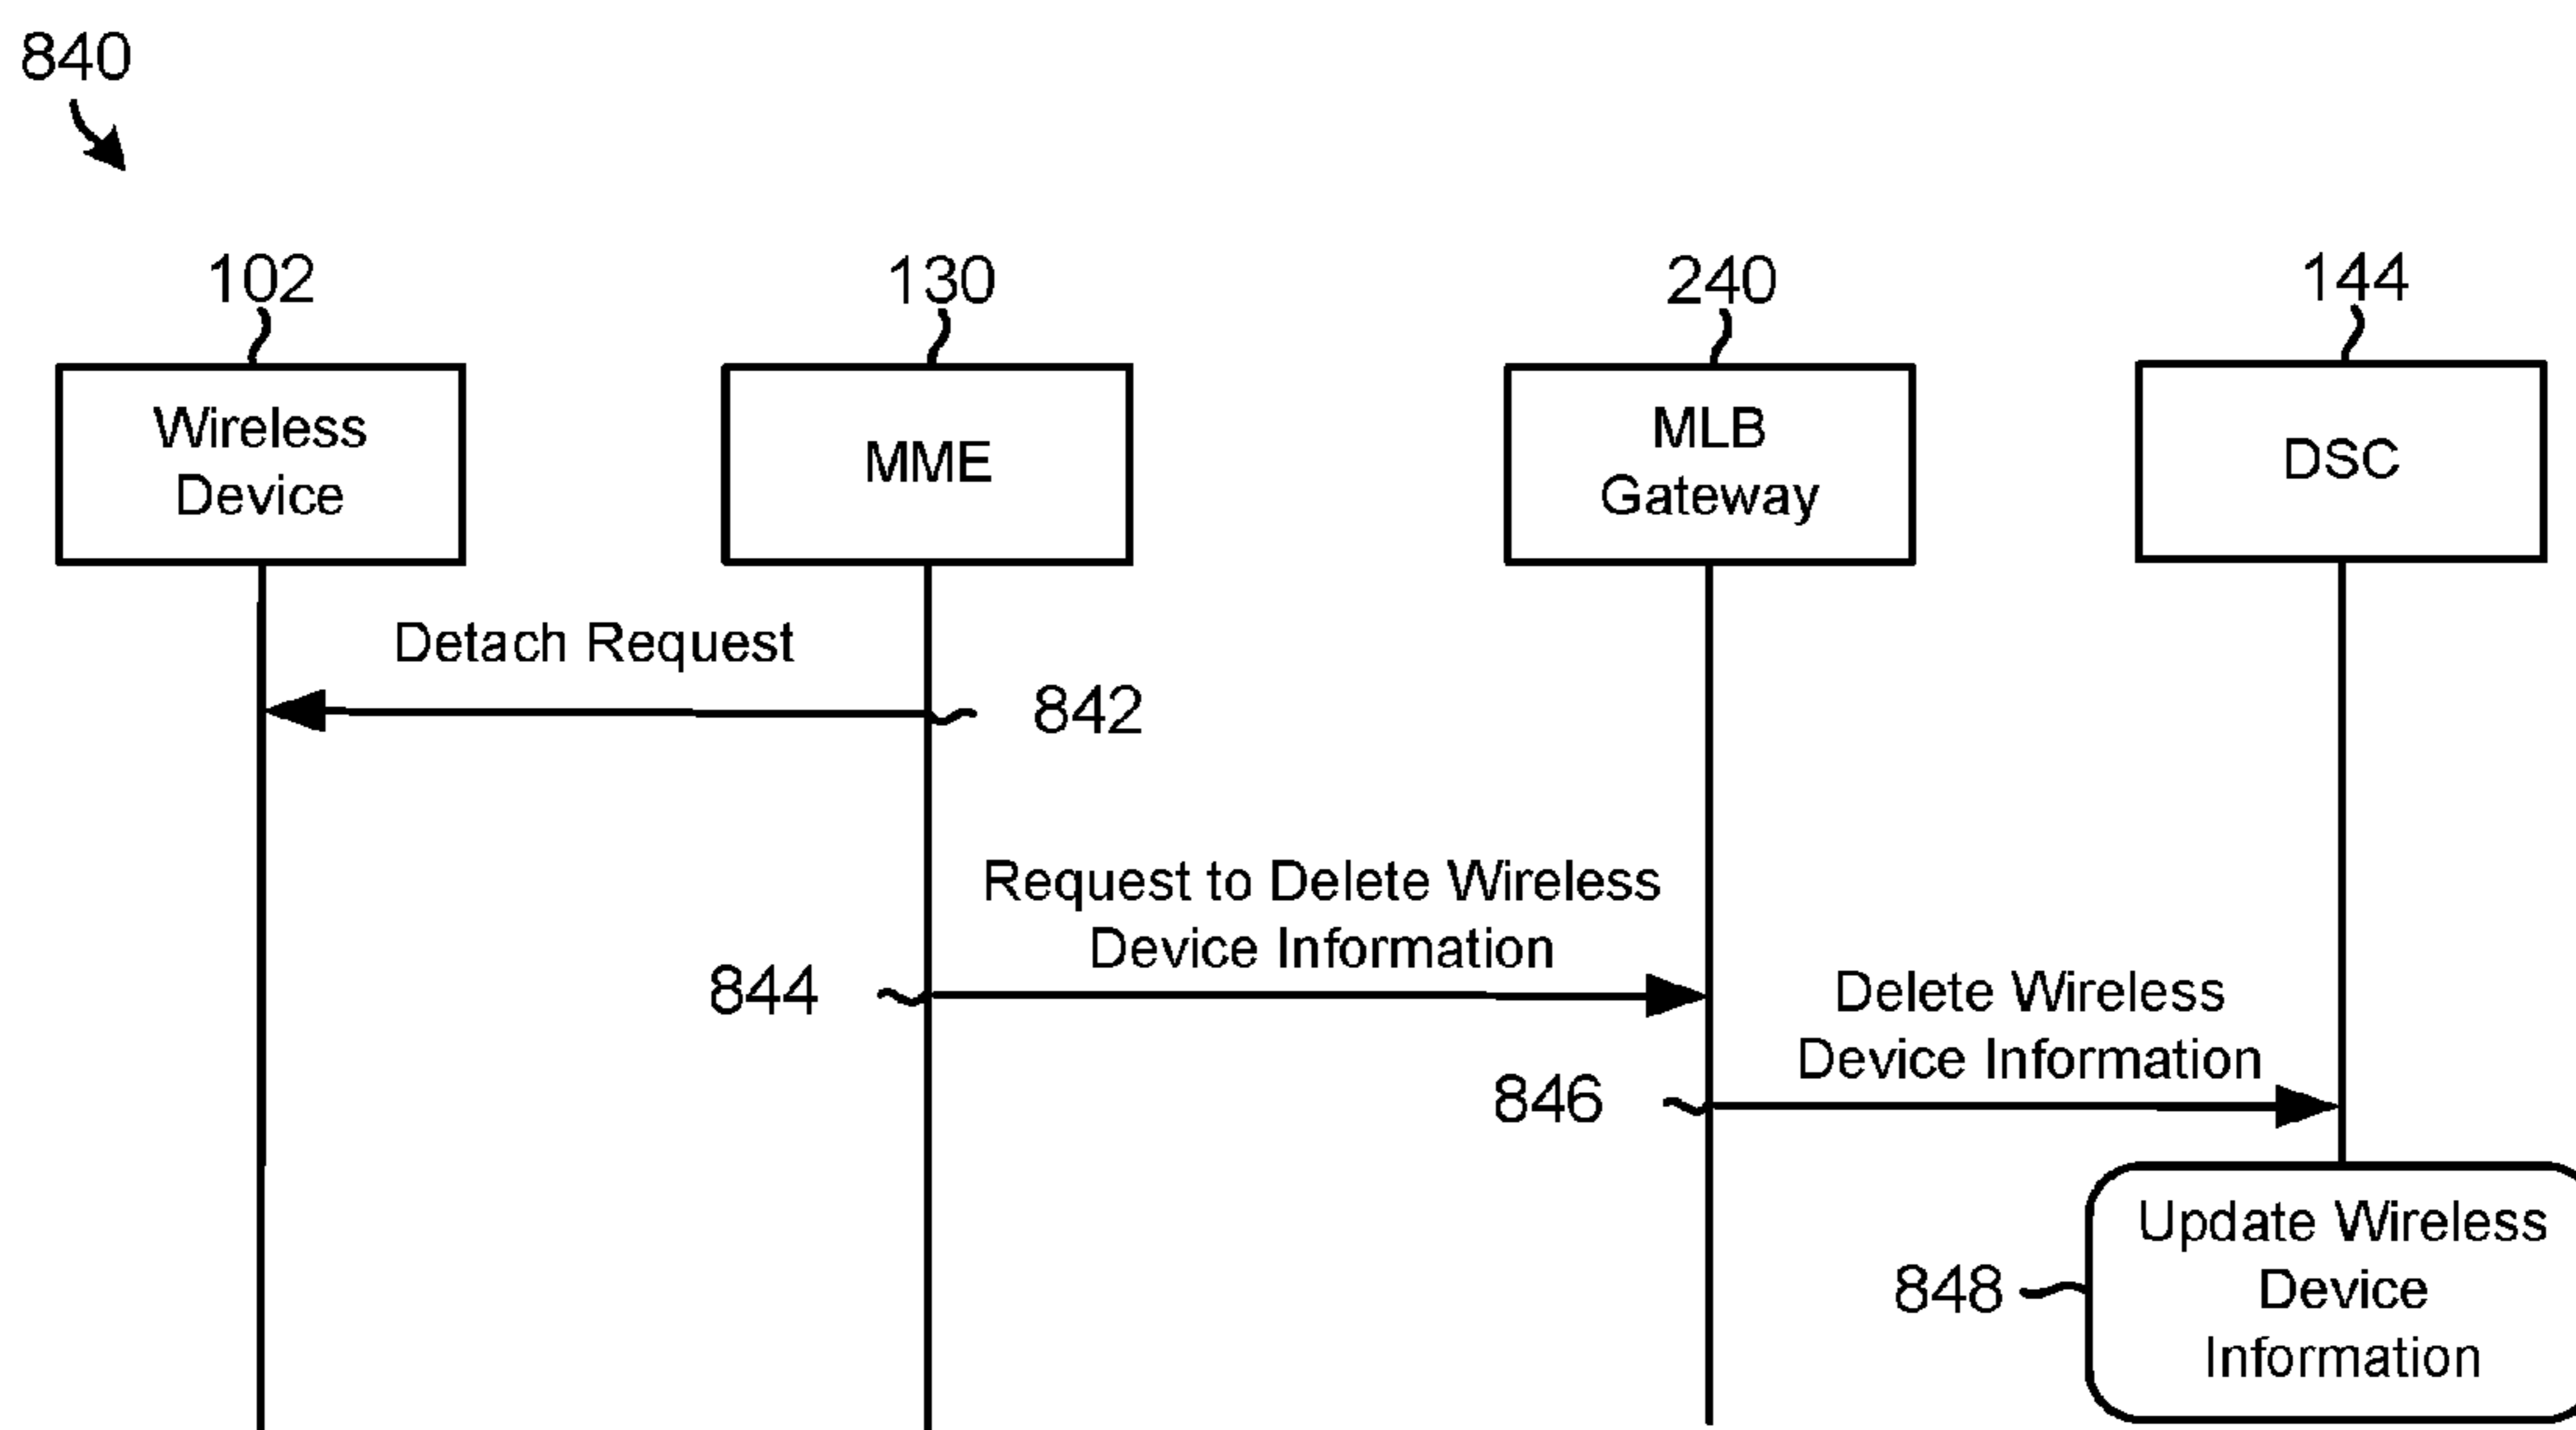 840
102
130
240
144
Wireless
Device
MME
MLB
Gateway
DSC
Detach Request
842
Request to Delete Wireless
Device Information
844
Delete Wireless
Device Information
846
Update Wireless
Device
Information
848